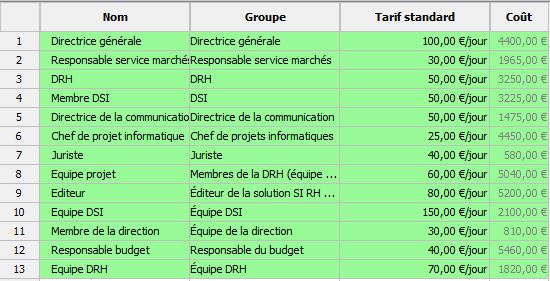 Nom Groupe Tarif standard Coût
1 Directrice générale Directrice générale 100,00 €/jour 4400,00 €
2 Responsable service marchés Responsable service marchés 30,00 €/jour 1965,00 €
3 DRH DRH 50,00 €/jour 3250,00 €
4 Membre DSI DSI 50,00 €/jour 3225,00 €
5 Directrice de la communicatio Directrice de la communication 50,00 €/jour 1475,00 €
6 Chef de projet informatique Chef de projets informatiques 25,00 €/jour 4450,00 €
7 Juriste Juriste 40,00 €/jour 580,00 €
8 Equipe projet Membres de la DRH (équipe ... 60,00 €/jour 5040,00 €
9 Editeur Éditeur de la solution SI RH ... 80,00 €/jour 5200,00 €
10 Equipe DSI Équipe DSI 150,00 €/jour 2100,00 €
11 Membre de la direction Équipe de la direction 30,00 €/jour 810,00 €
12 Responsable budget Responsable du budget 40,00 €/jour 5460,00 €
13 Equipe DRH Équipe DRH 70,00 €/jour 1820,00 €